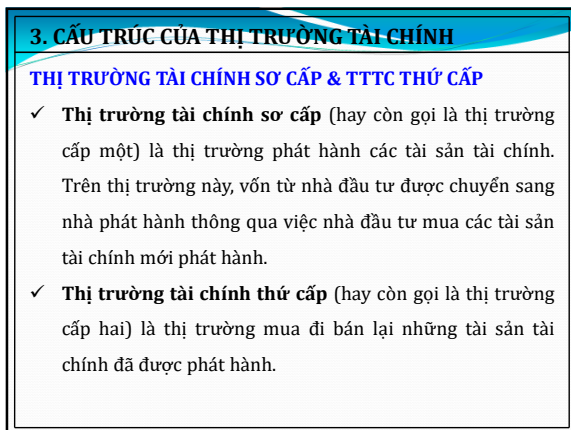 3. CẤU TRÚC CỦA THỊ TRƯỜNG TÀI CHÍNH
THỊ TRƯỜNG TÀI CHÍNH SƠ CẤP & TTTC THỨ CẤP
✓ Thị trường tài chính sơ cấp (hay còn gọi là thị trường
cấp một) là thị trường phát hành các tài sản tài chính.
Trên thị trường này, vốn từ nhà đầu tư được chuyển sang
nhà phát hành thông qua việc nhà đầu tư mua các tài sản
tài chính mới phát hành.
✓ Thị trường tài chính thứ cấp (hay còn gọi là thị trường
cấp hai) là thị trường mua đi bán lại những tài sản tài
chính đã được phát hành.